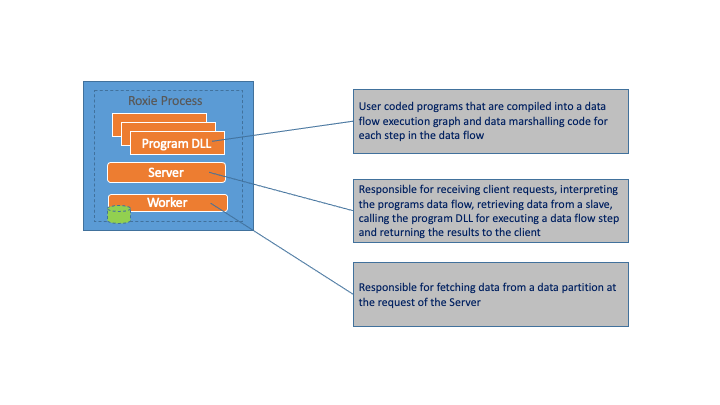 Roxie Process
Program DLL
Server
Worker
User coded programs that are compiled into a data
flow execution graph and data marshalling code for
each step in the data flow
Responsible for receiving client requests, interpreting
the programs data flow, retrieving data from a slave,
calling the program DLL for executing a data flow step
and returning the results to the client
Responsible for fetching data from a data partition at
the request of the Server